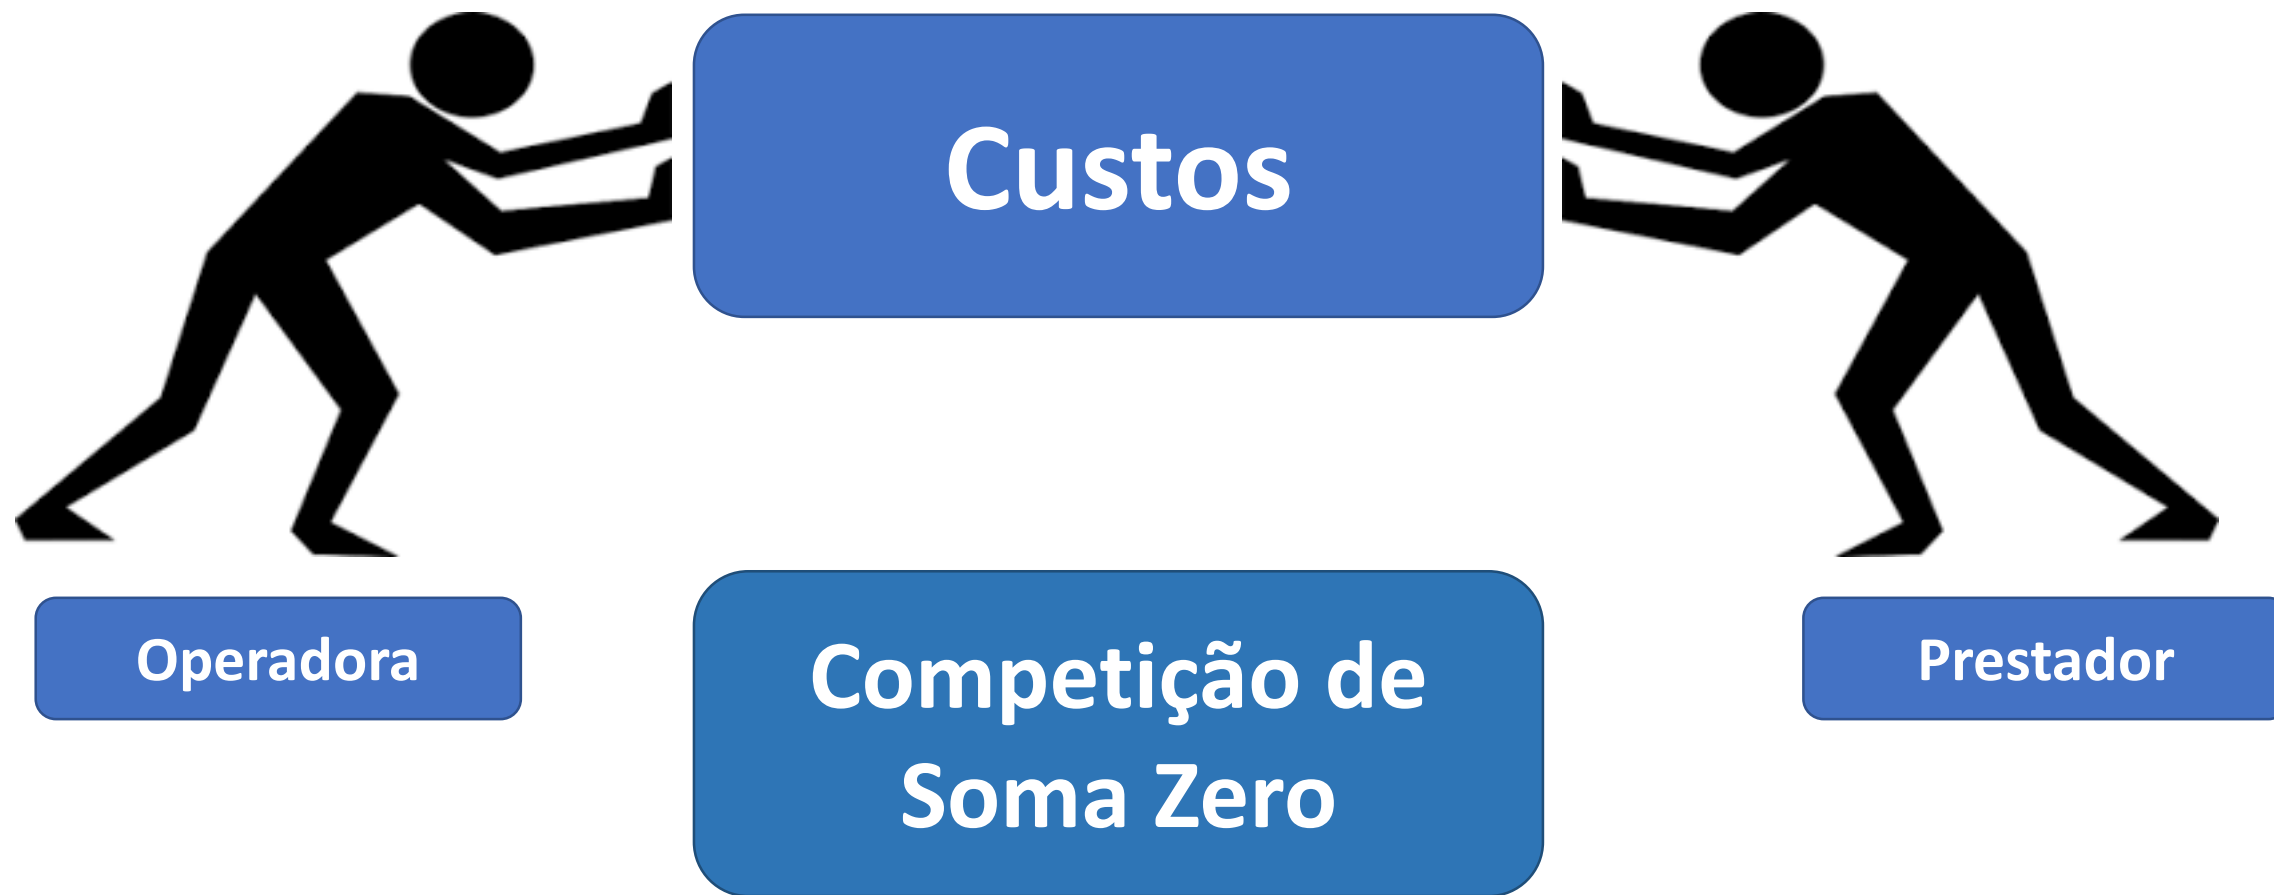 Custos
Operadora
Prestador
Competição de
Soma Zero